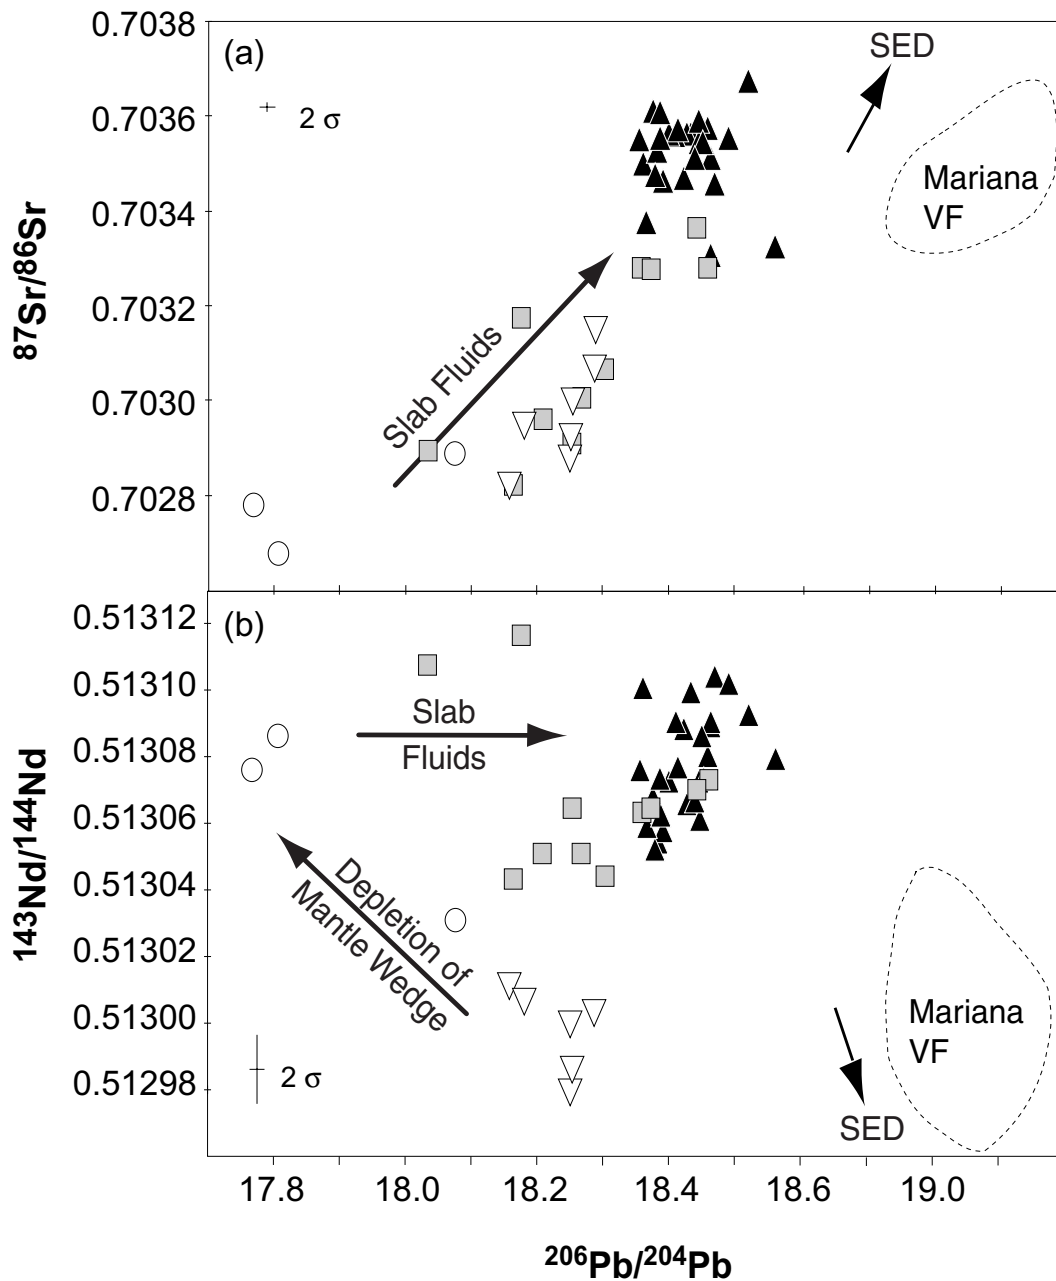 0.7038
(a)
SED
0.7036
2 σ
Mariana
VF
0.7034
87Sr/86Sr
0.7032
Slab Fluids
0.7030
0.7028
0.51312
(b)
0.51310
Slab
Fluids
0.51308
143Nd/144Nd
0.51306
0.51304
Depletion of
Mantle Wedge
0.51302
0.51300
Mariana
VF
0.51298
2 σ
SED
17.8 18.0 18.2 18.4 18.6 19.0
206Pb/204Pb